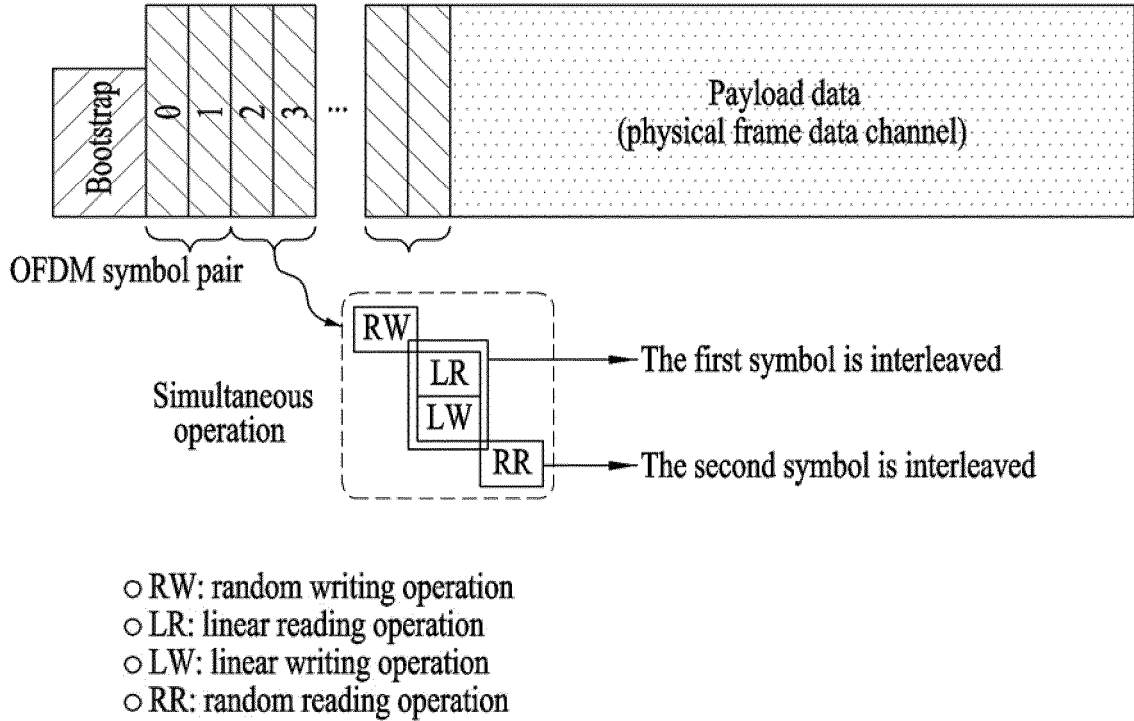 Bootstrap
0
1
2
3
...
Payload data
(physical frame data channel)
OFDM symbol pair
Simultaneous
operation
RW
LR
LW
RR
The first symbol is interleaved
The second symbol is interleaved
RW: random writing operation
LR: linear reading operation
LW: linear writing operation
RR: random reading operation